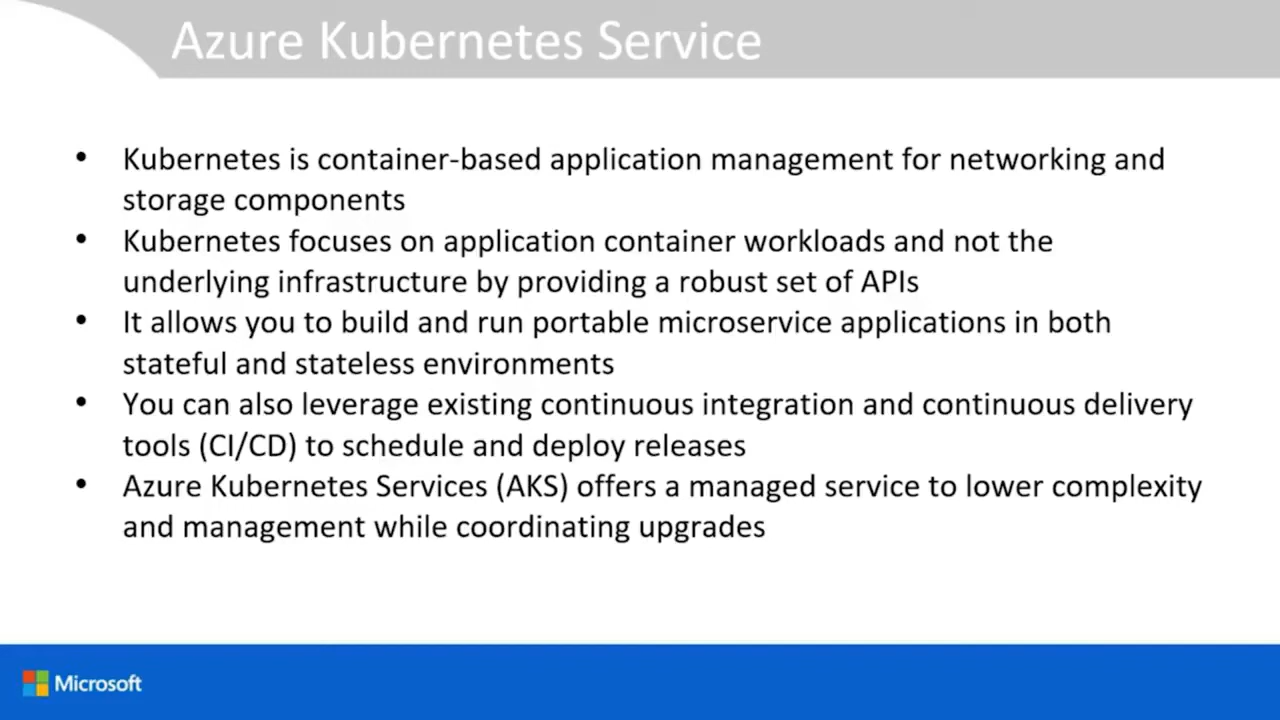 Azure Kubernetes Service
• Kubernetes is container-based application management for networking and
storage components
• Kubernetes focuses on application container workloads and not the
underlying infrastructure by providing a robust set of APIs
• It allows you to build and run portable microservice applications in both
stateful and stateless environments
• You can also leverage existing continuous integration and continuous delivery
tools (CI/CD) to schedule and deploy releases
• Azure Kubernetes Services (AKS) offers a managed service to lower complexity
and management while coordinating upgrades
Microsoft